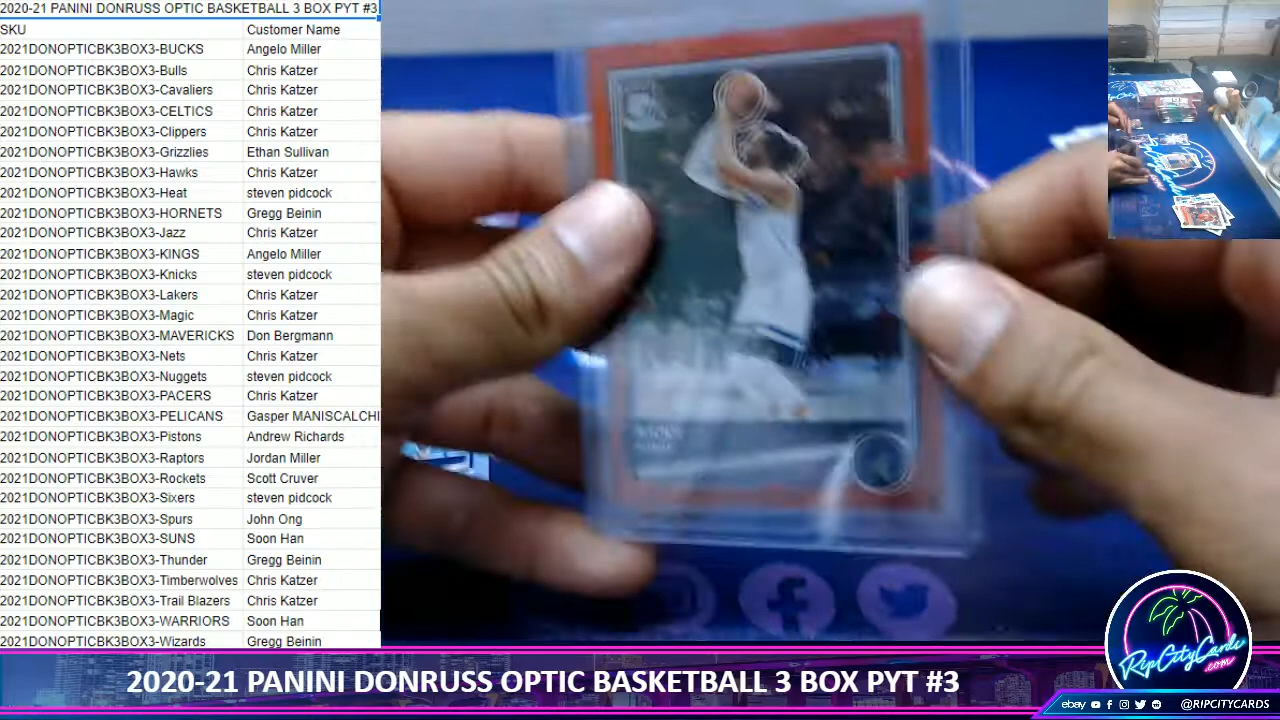 2020-21 PANINI DONRUSS OPTIC BASKETBALL 3 BOX PYT #3
SKU Customer Name
2021DONOPTICBK3BOX3-BUCKS Angelo Miller
2021DONOPTICBK3BOX3-Bulls Chris Katzer
2021DONOPTICBK3BOX3-Cavaliers Chris Katzer
2021DONOPTICBK3BOX3-CELTICS Chris Katzer
2021DONOPTICBK3BOX3-Clippers Chris Katzer
2021DONOPTICBK3BOX3-Grizzlies Ethan Sullivan
2021DONOPTICBK3BOX3-Hawks Chris Katzer
2021DONOPTICBK3BOX3-Heat steven pidcock
2021DONOPTICBK3BOX3-HORNETS Gregg Beinin
2021DONOPTICBK3BOX3-Jazz Chris Katzer
2021DONOPTICBK3BOX3-KINGS Angelo Miller
2021DONOPTICBK3BOX3-Knicks steven pidcock
2021DONOPTICBK3BOX3-Lakers Chris Katzer
2021DONOPTICBK3BOX3-Magic Chris Katzer
2021DONOPTICBK3BOX3-MAVERICKS Don Bergmann
2021DONOPTICBK3BOX3-Nets Chris Katzer
2021DONOPTICBK3BOX3-Nuggets steven pidcock
2021DONOPTICBK3BOX3-PACERS Chris Katzer
2021DONOPTICBK3BOX3-PELICANS Gasper MANISCALCHI
2021DONOPTICBK3BOX3-Pistons Andrew Richards
2021DONOPTICBK3BOX3-Raptors Jordan Miller
2021DONOPTICBK3BOX3-Rockets Scott Cruver
2021DONOPTICBK3BOX3-Sixers steven pidcock
2021DONOPTICBK3BOX3-Spurs John Ong
2021DONOPTICBK3BOX3-SUNS Soon Han
2021DONOPTICBK3BOX3-Thunder Gregg Beinin
2021DONOPTICBK3BOX3-Timberwolves Chris Katzer
2021DONOPTICBK3BOX3-Trail Blazers Chris Katzer
2021DONOPTICBK3BOX3-WARRIORS Soon Han
2021DONOPTICBK3BOX3-Wizards Gregg Beinin
RipCityCards
.com
2020-21 PANINI DONRUSS OPTIC BASKETBALL 3 BOX PYT #3
ebay @RIPCITYCARDS